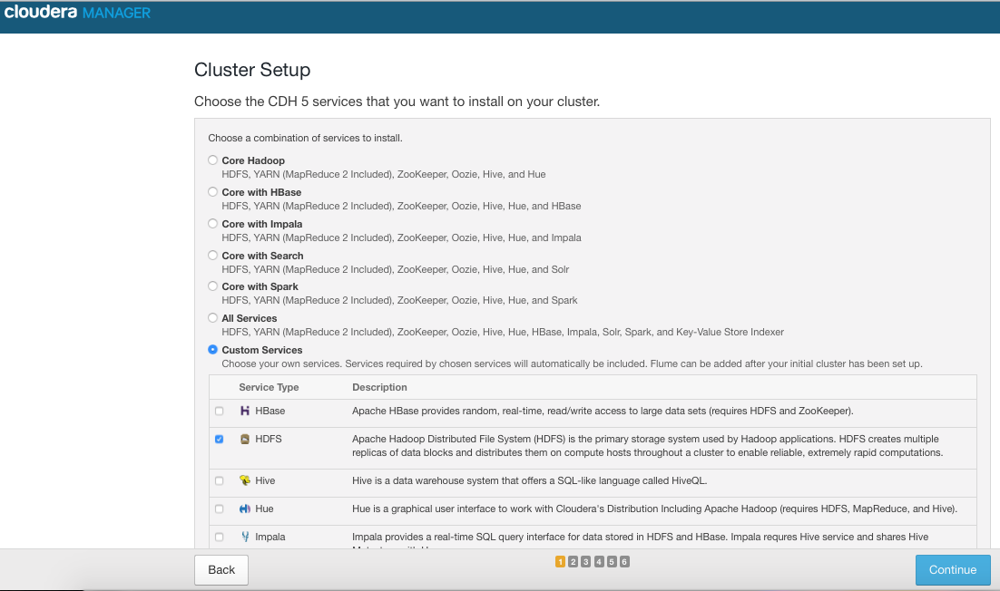 cloudera MANAGER
Cluster Setup
Choose the CDH 5 services that you want to install on your cluster.
Choose a combination of services to install.
Core Hadoop
HDFS, YARN (MapReduce 2 Included), ZooKeeper, Oozie, Hive, and Hue
Core with HBase
HDFS, YARN (MapReduce 2 Included), ZooKeeper, Oozie, Hive, Hue, and HBase
Core with Impala
HDFS, YARN (MapReduce 2 Included), ZooKeeper, Oozie, Hive, Hue, and Impala
Core with Search
HDFS, YARN (MapReduce 2 Included), ZooKeeper, Oozie, Hive, Hue, and Solr
Core with Spark
HDFS, YARN (MapReduce 2 Included), ZooKeeper, Oozie, Hive, Hue, and Spark
All Services
HDFS, YARN (MapReduce 2 Included), ZooKeeper, Oozie, Hive, Hue, HBase, Impala, Solr, Spark, and Key-Value Store Indexer
Custom Services
Choose your own services. Services required by chosen services will automatically be included. Flume can be added after your initial cluster has been set up.
Service Type Description
HBase Apache HBase provides random, real-time, read/write access to large data sets (requires HDFS and ZooKeeper).
HDFS Apache Hadoop Distributed File System (HDFS) is the primary storage system used by Hadoop applications. HDFS creates multiple
replicas of data blocks and distributes them on compute hosts throughout a cluster to enable reliable, extremely rapid computations.
Hive Hive is a data warehouse system that offers a SQL-like language called HiveQL.
Hue Hue is a graphical user interface to work with Cloudera's Distribution Including Apache Hadoop (requires HDFS, MapReduce, and Hive).
Impala Impala provides a real-time SQL query interface for data stored in HDFS and HBase. Impala requres Hive service and shares Hive
Back 1 2 3 4 5 6 Continue